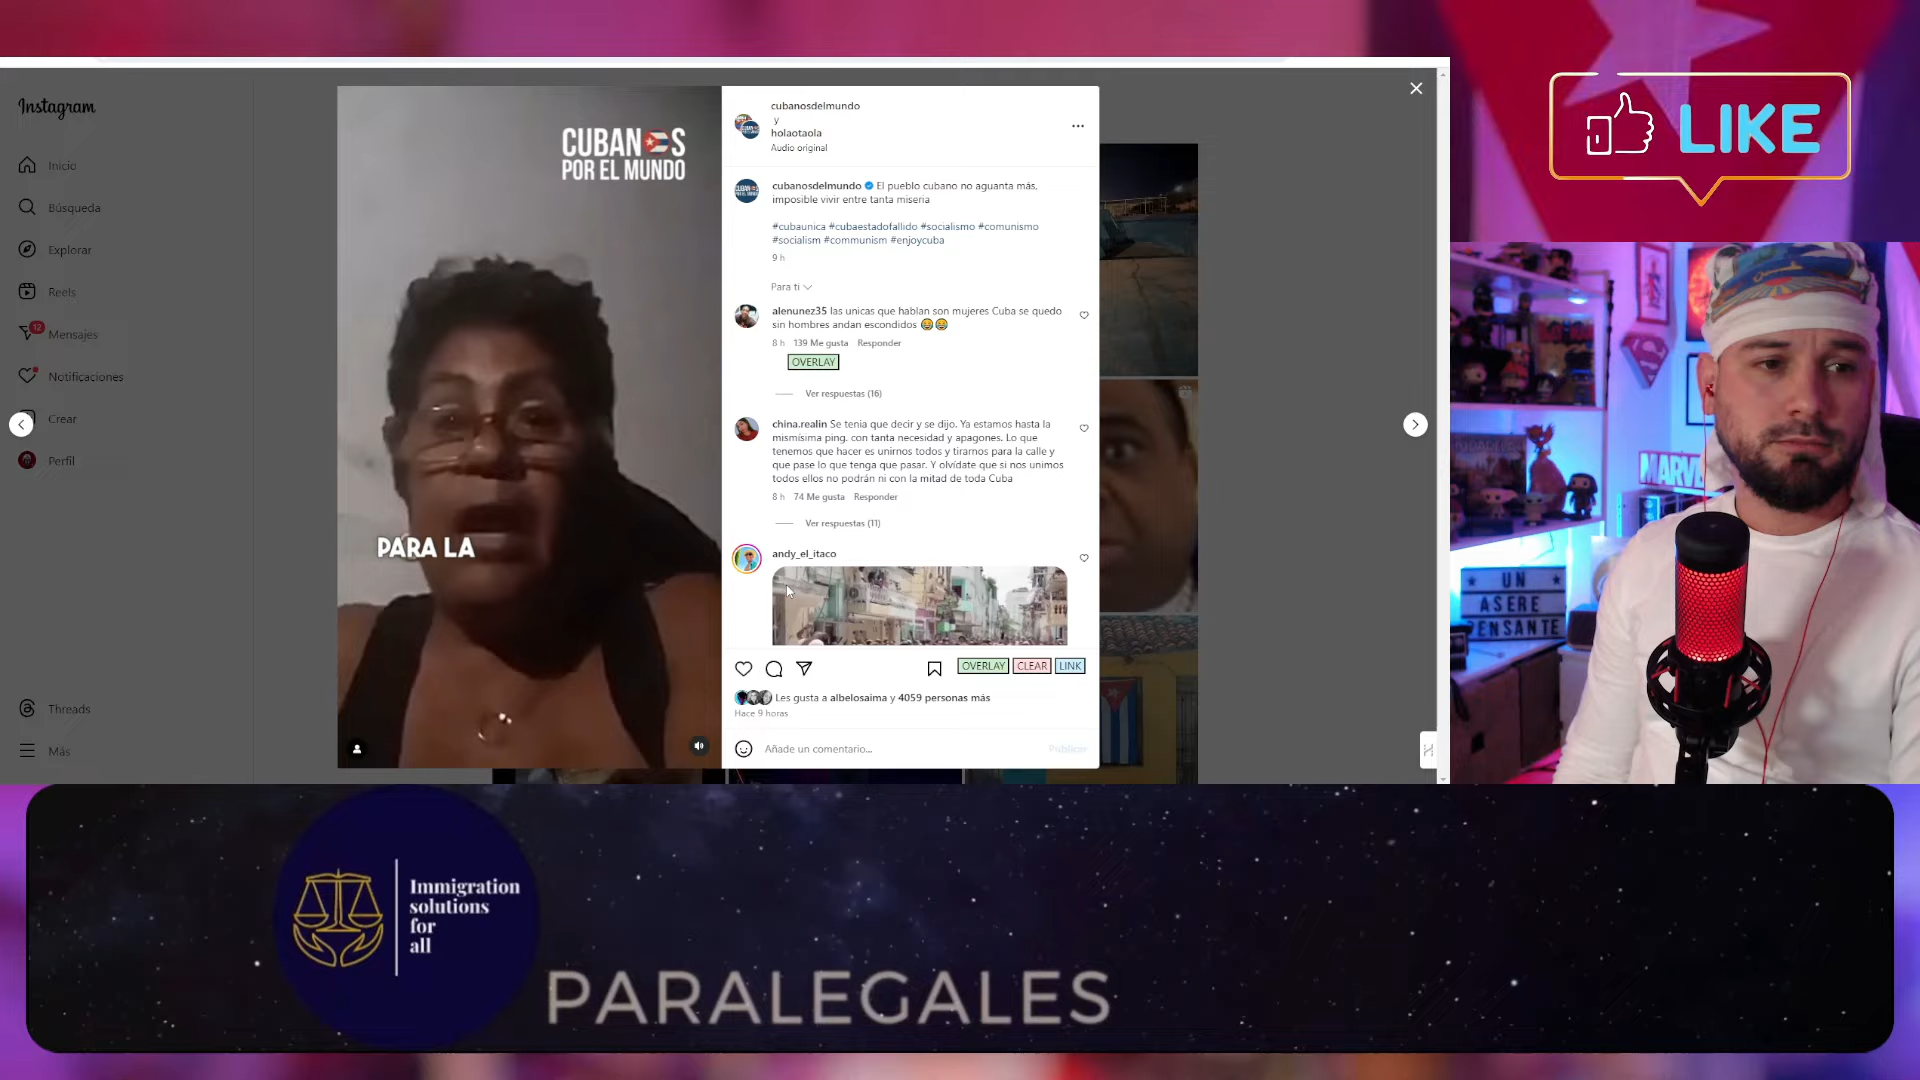 Instagram
Inicio
Búsqueda
Explorar
Reels
12
Mensajes
Notificaciones
Crear
Perfil
Threads
Más
CUBANOS
POR EL MUNDO
PARA LA
cubanosdelmundo
y
holaotaola
Audio original
cubanosdelmundo El pueblo cubano no aguanta más,
imposible vivir entre tanta miseria
#cubaunica #cubaestadofallido #socialismo #comunismo
#socialism #communism #enjoycuba
9 h
Para ti
alenunez35 las unicas que hablan son mujeres Cuba se quedo
sin hombres andan escondidos 😂😂
8 h 139 Me gusta Responder
OVERLAY
Ver respuestas (16)
china.realin Se tenia que decir y se dijo. Ya estamos hasta la
mismísima ping. con tanta necesidad y apagones. Lo que
tenemos que hacer es unirnos todos y tirarnos para la calle y
que pase lo que tenga que pasar. Y olvídate que si nos unimos
todos ellos no podrán ni con la mitad de toda Cuba
8 h 74 Me gusta Responder
Ver respuestas (11)
andy_el_itaco
OVERLAY CLEAR LINK
Les gusta a albelosaima y 4059 personas más
Hace 9 horas
Añade un comentario...
Publicar
LIKE
MARVEL
UN
ASERE
PENSANTE
Immigration
solutions
for
all
PARALEGALES